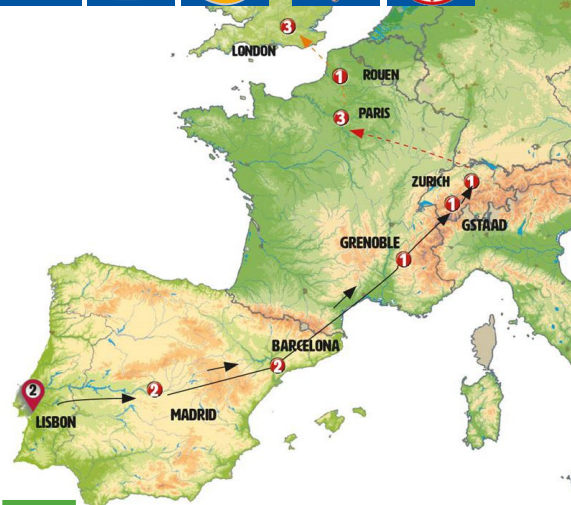 3
LONDON
1 ROUEN
3 PARIS
ZURICH 1
1
GSTAAD
GRENOBLE
1
BARCELONA
2
2
2
MADRID
LISBON